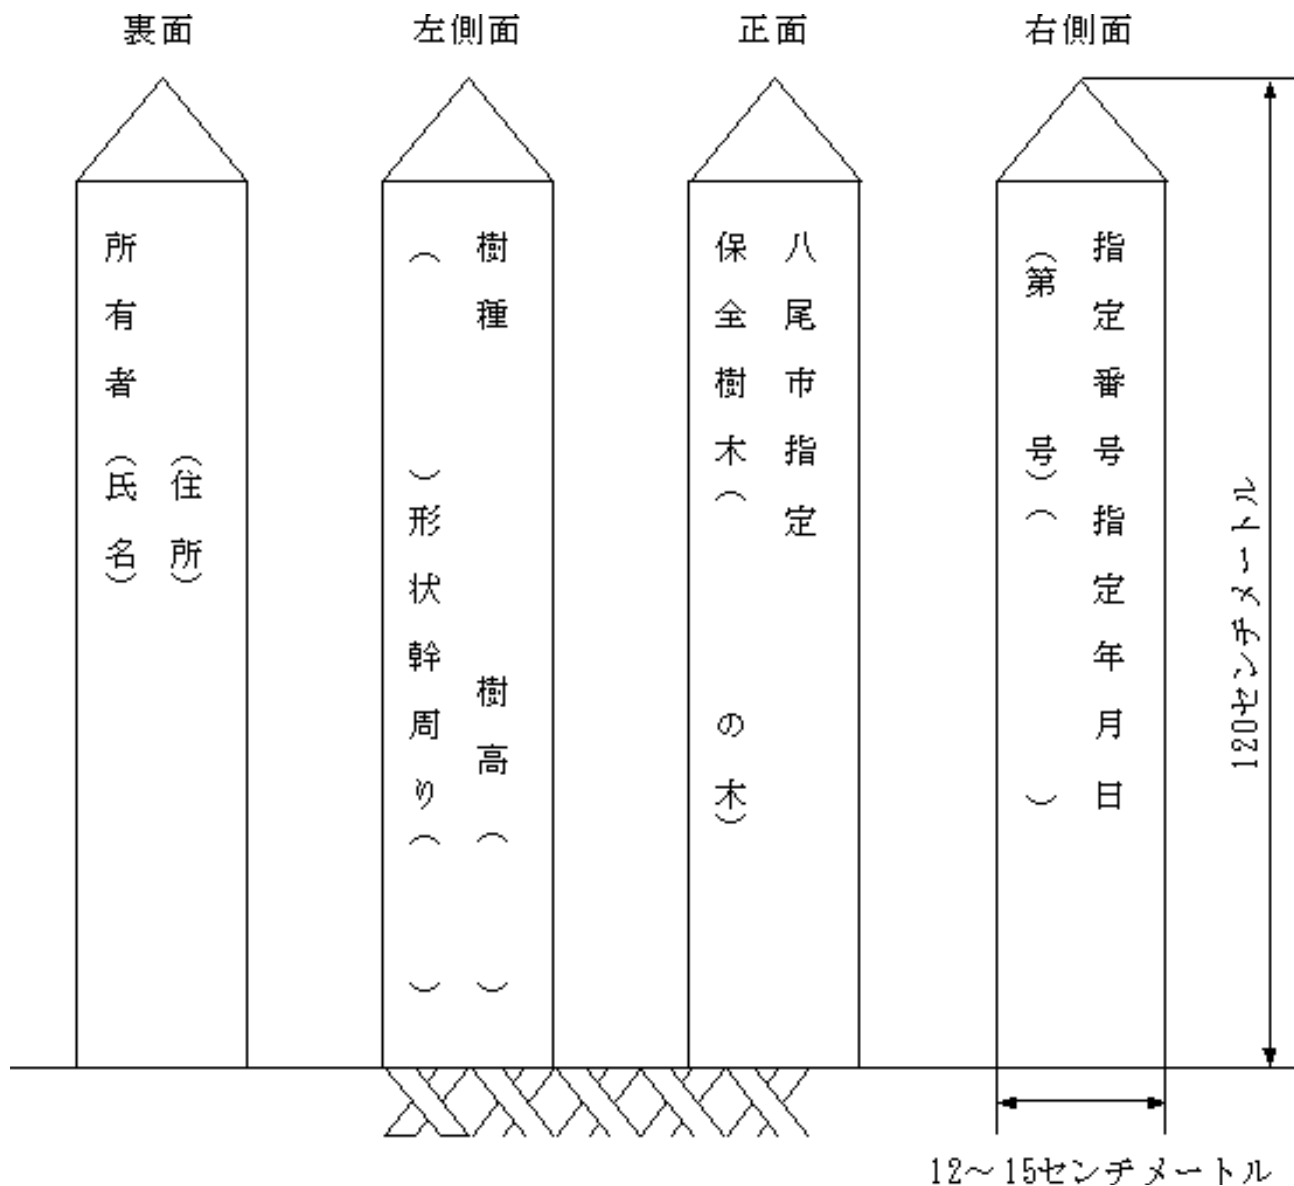 裏面
左側面
正面
右側面
(住所)
所有者(氏名)
樹種 樹高( )
( )形状幹周り( )
八尾市指定
保全樹木( の木)
指定番号指定年月日
(第 号)( )
120センチメートル
12～15センチメートル